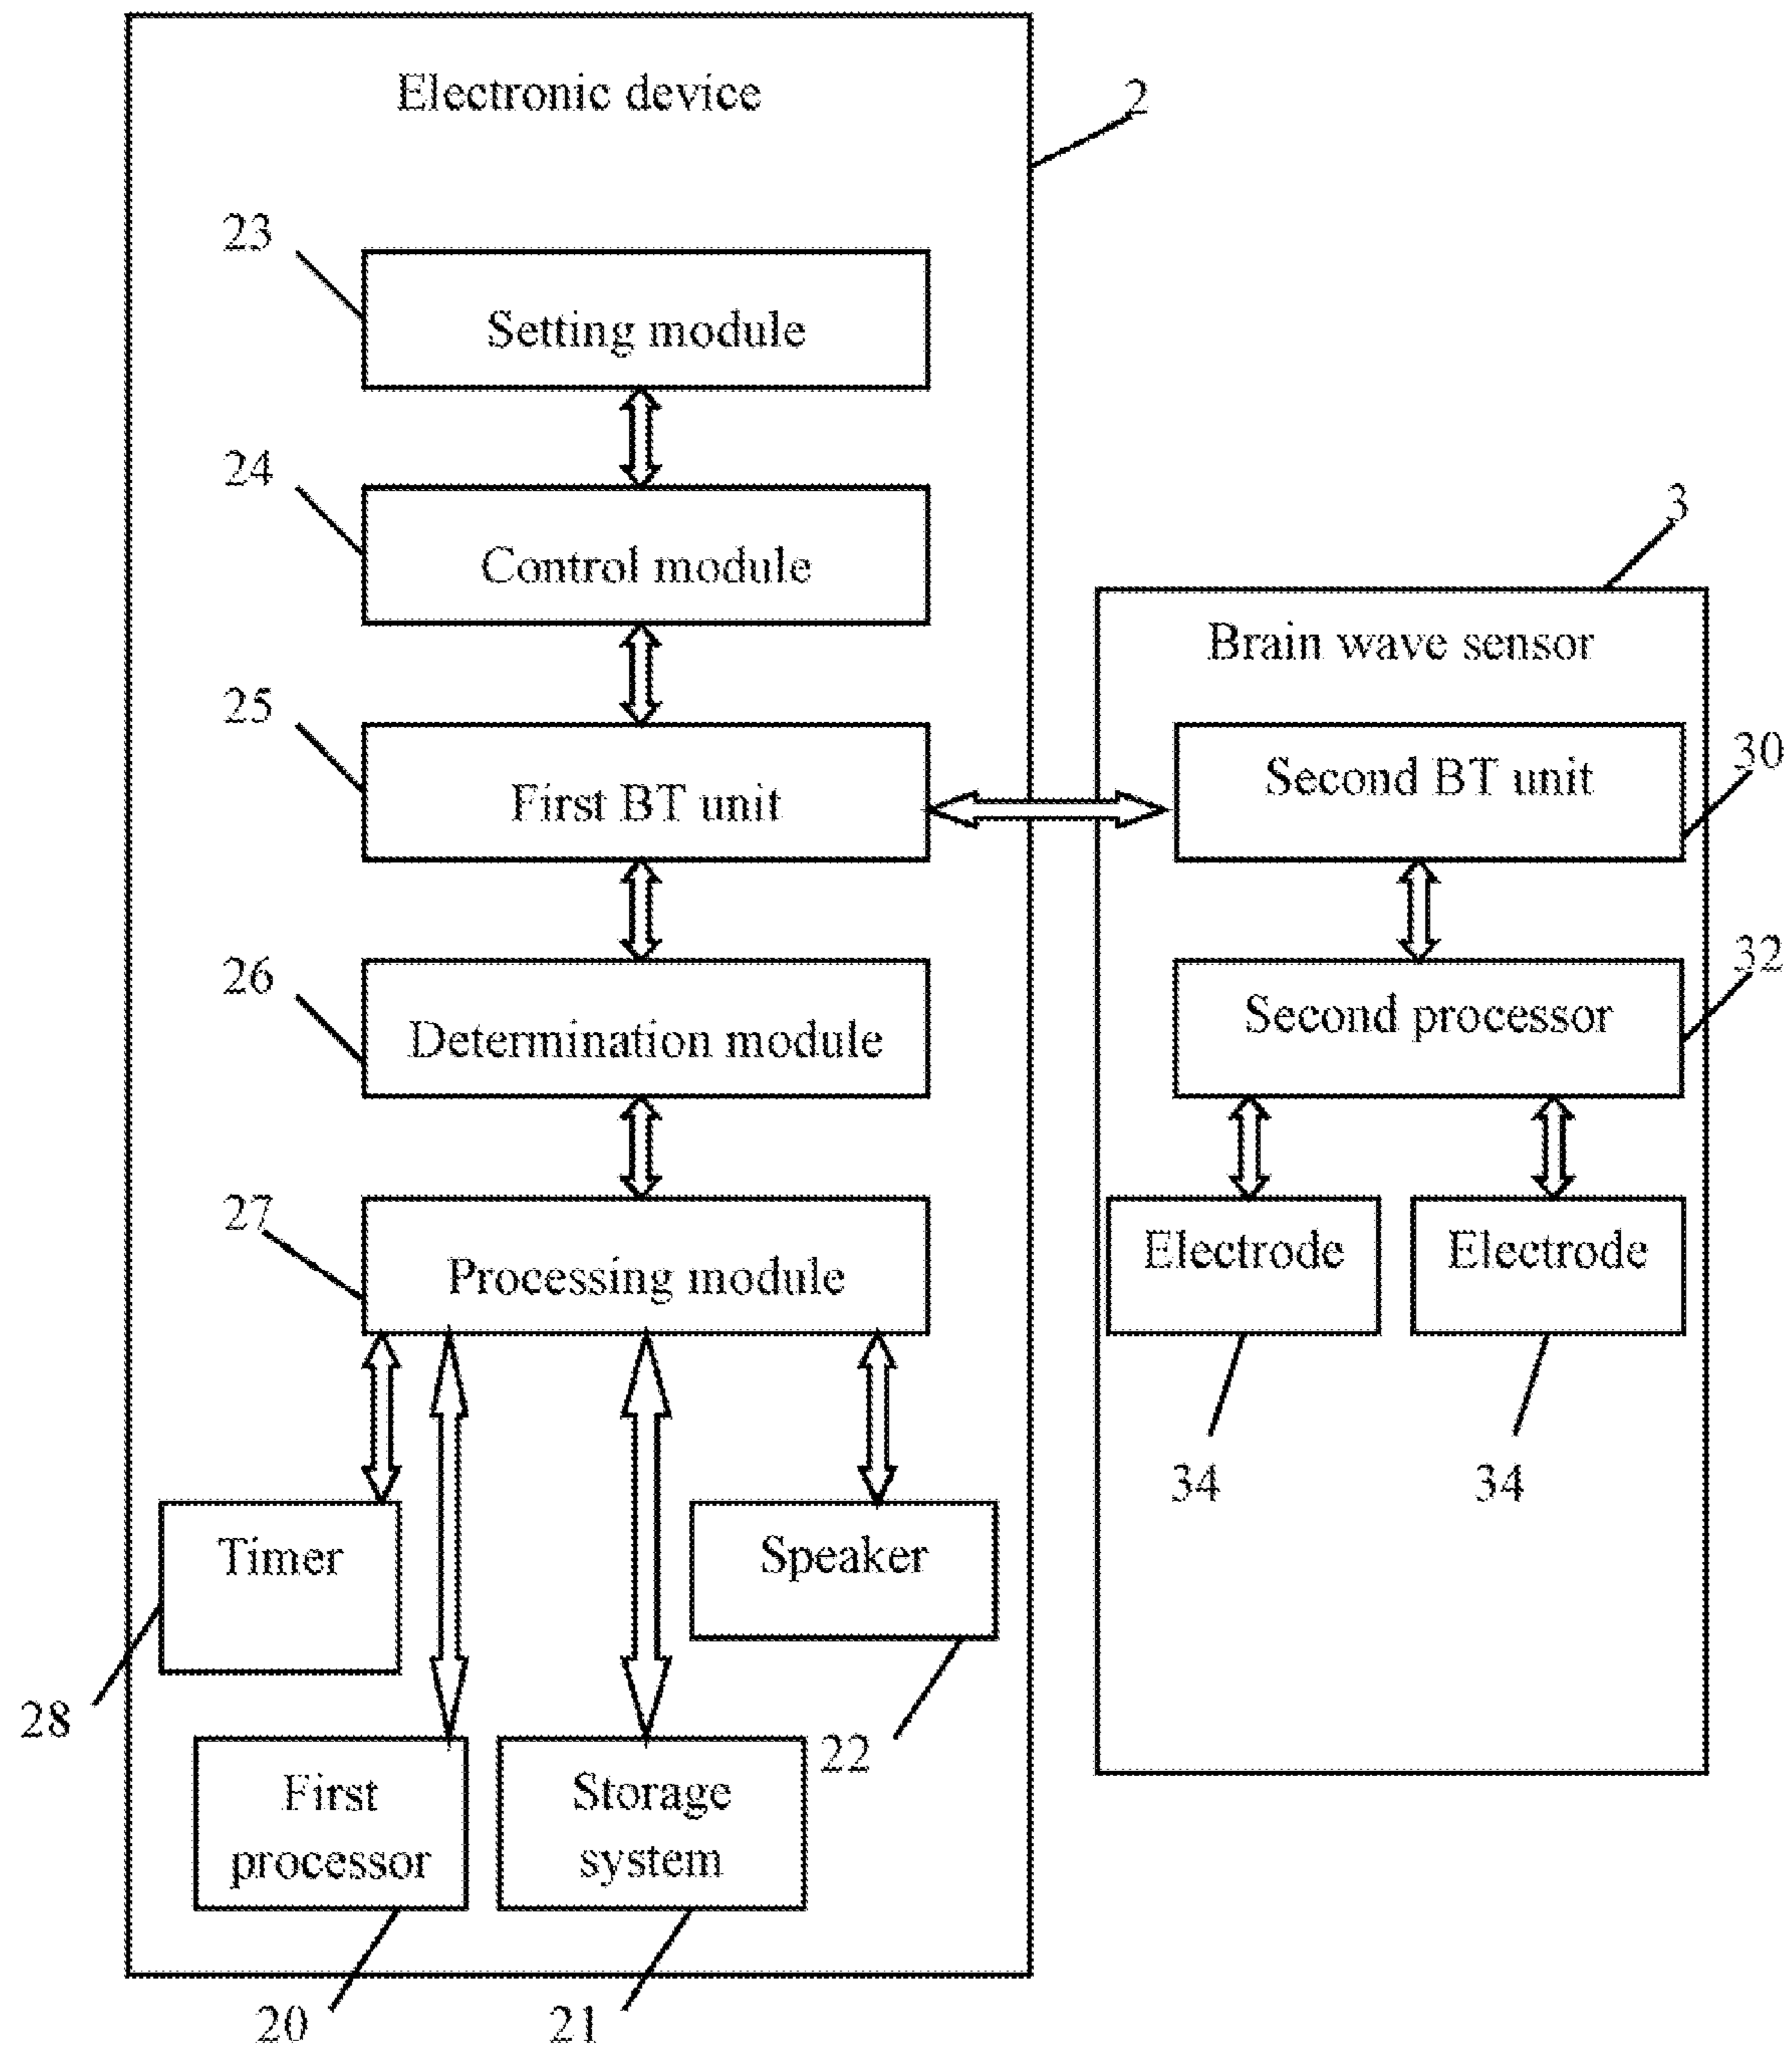 Electronic device
2
23
Setting module
24
Control module
3
Brain wave sensor
25
First BT unit
Second BT unit
30
26
Determination module
Second processor
32
27
Processing module
Electrode
Electrode
34
34
Timer
Speaker
28
22
First
processor
Storage
system
20
21